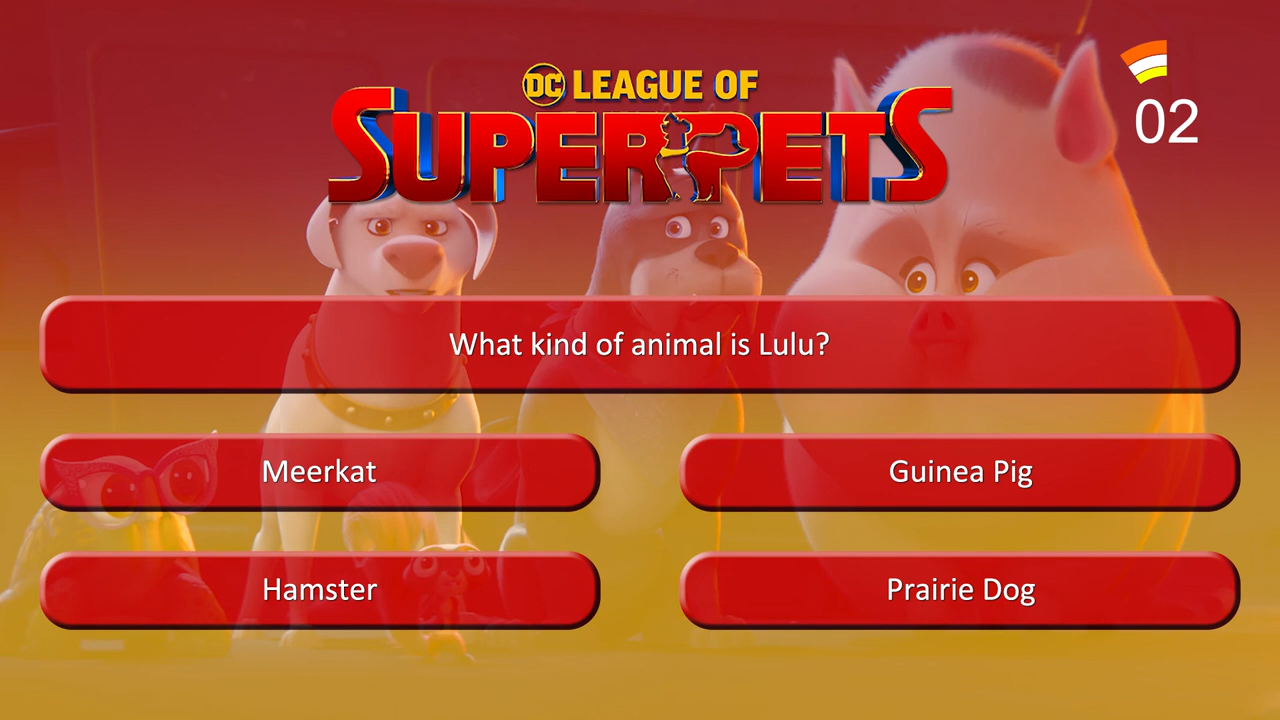 DC LEAGUE OF
SUPERPETS
02
What kind of animal is Lulu?
Meerkat
Guinea Pig
Hamster
Prairie Dog